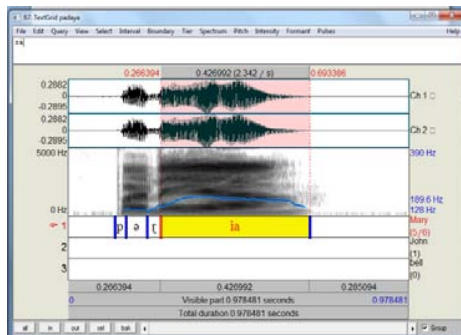 67. TextGrid padaya
File Edit Query View Select Interval Boundary Tier Spectrum Pitch Intensity Formant Pulses Help
0.266394 0.426992 (2.342 / s) 0.693386
0.2882
0
-0.2895
Ch 1
0.2882
0
-0.2895
Ch 2
5000 Hz
390 Hz
189.6 Hz
0 Hz
128 Hz
1 p ə ʈ ia Mary (5/6)
2 John (1)
3 bell (0)
0.266394 0.420992 0.285094
0 Visible part 0.978481 seconds 0.978481
Total duration 0.978481 seconds
all in out sel bak Group